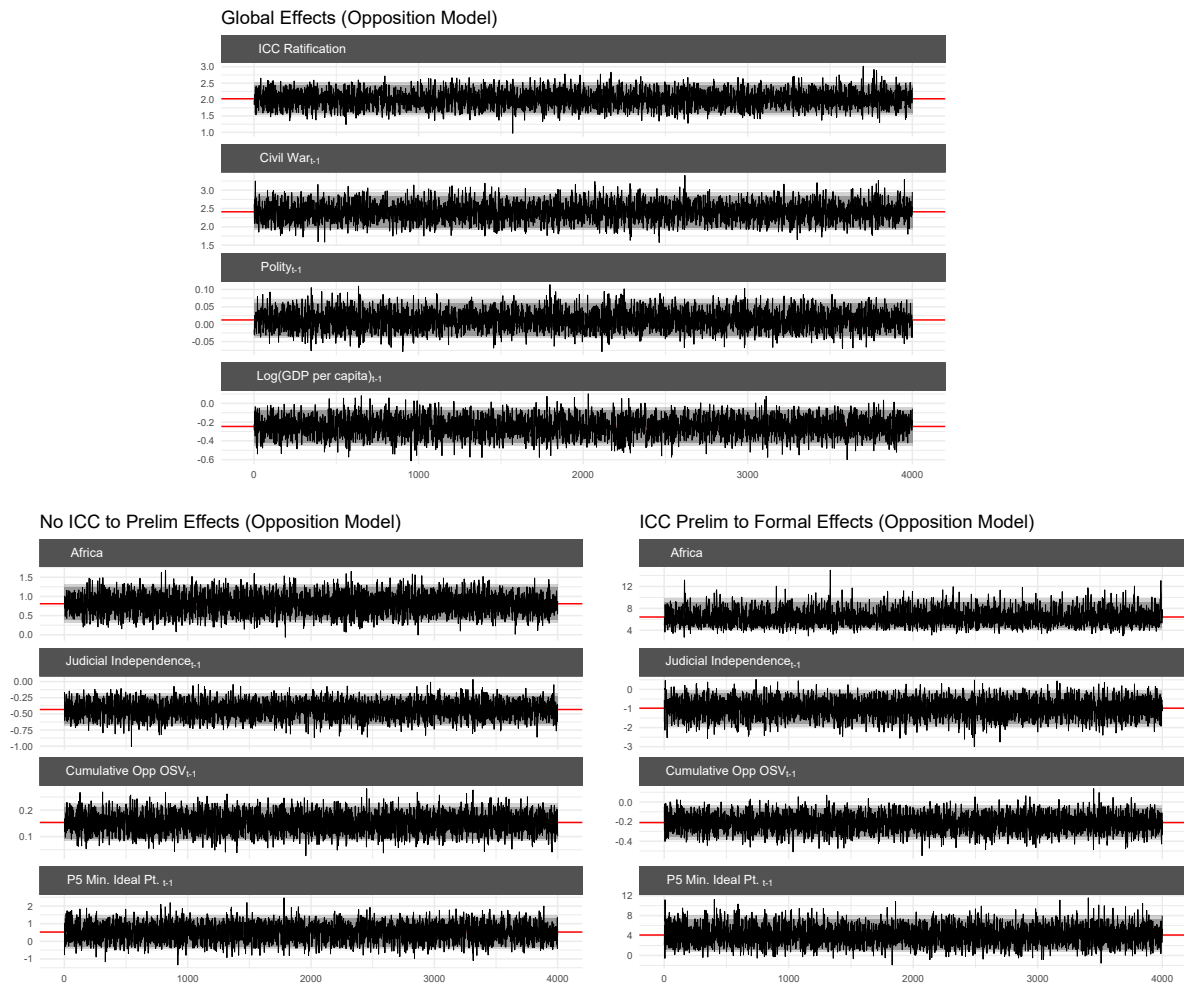 Global Effects (Opposition Model)
ICC Ratification
3.0
2.5
2.0
1.5
1.0
Civil War t-1
3.0
2.5
2.0
1.5
Polity t-1
0.10
0.05
0.00
-0.05
Log(GDP per capita) t-1
0.0
-0.2
-0.4
-0.6
0 1000 2000 3000 4000
No ICC to Prelim Effects (Opposition Model)
Africa
1.5
1.0
0.5
0.0
Judicial Independence t-1
0.00
-0.25
-0.50
-0.75
-1.00
Cumulative Opp OSV t-1
0.2
0.1
P5 Min. Ideal Pt. t-1
2
1
0
-1
0 1000 2000 3000 4000
ICC Prelim to Formal Effects (Opposition Model)
Africa
12
8
4
Judicial Independence t-1
0
-1
-2
-3
Cumulative Opp OSV t-1
0.0
-0.2
-0.4
P5 Min. Ideal Pt. t-1
12
8
4
0
0 1000 2000 3000 4000